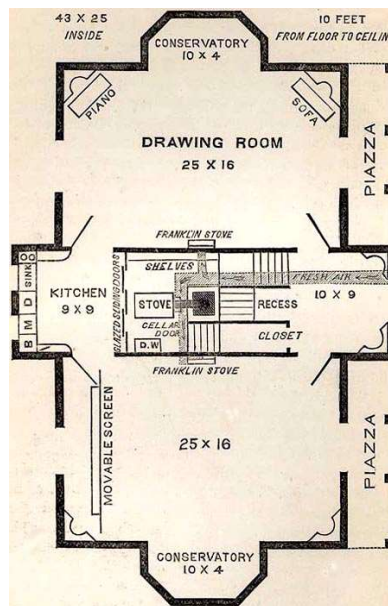 43 X 25
INSIDE
10 FEET
FROM FLOOR TO CEILIN
CONSERVATORY
10 X 4
PIANO
SOFA
DRAWING ROOM
25 X 16
PIAZZA
FRANKLIN STOVE
SHELVES
FRESH AIR
KITCHEN
9 X 9
SINK
D
M
B
GLAZED SLIDING DOORS
STOVE
RECESS
10 X 9
CELLAR
DOOR
D.W
CLOSET
FRANKLIN STOVE
MOVABLE SCREEN
25 X 16
PIAZZA
CONSERVATORY
10 X 4